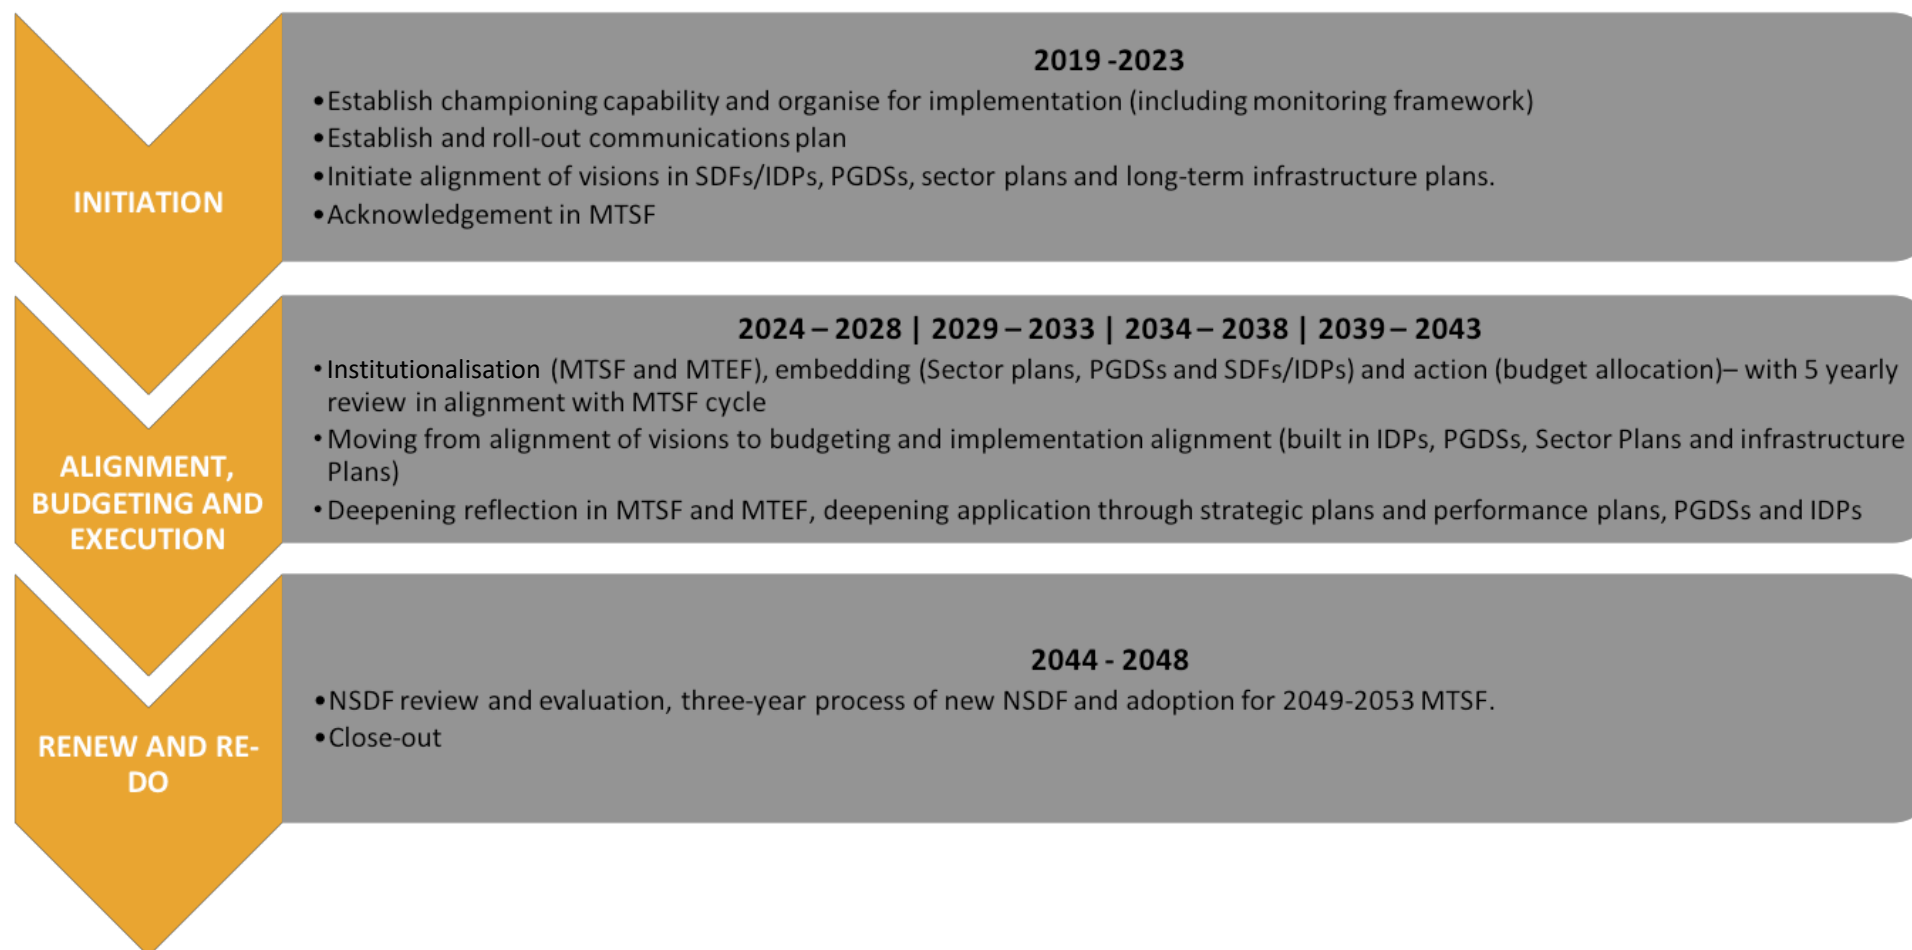 INITIATION
2019 -2023
•Establish championing capability and organise for implementation (including monitoring framework)
•Establish and roll-out communications plan
•Initiate alignment of visions in SDFs/IDPs, PGDSs, sector plans and long-term infrastructure plans.
•Acknowledgement in MTSF
ALIGNMENT,
BUDGETING AND
EXECUTION
2024 – 2028 | 2029 – 2033 | 2034 – 2038 | 2039 – 2043
•Institutionalisation (MTSF and MTEF), embedding (Sector plans, PGDSs and SDFs/IDPs) and action (budget allocation)– with 5 yearly
review in alignment with MTSF cycle
•Moving from alignment of visions to budgeting and implementation alignment (built in IDPs, PGDSs, Sector Plans and infrastructure
Plans)
•Deepening reflection in MTSF and MTEF, deepening application through strategic plans and performance plans, PGDSs and IDPs
RENEW AND RE-
DO
2044 - 2048
•NSDF review and evaluation, three-year process of new NSDF and adoption for 2049-2053 MTSF.
•Close-out